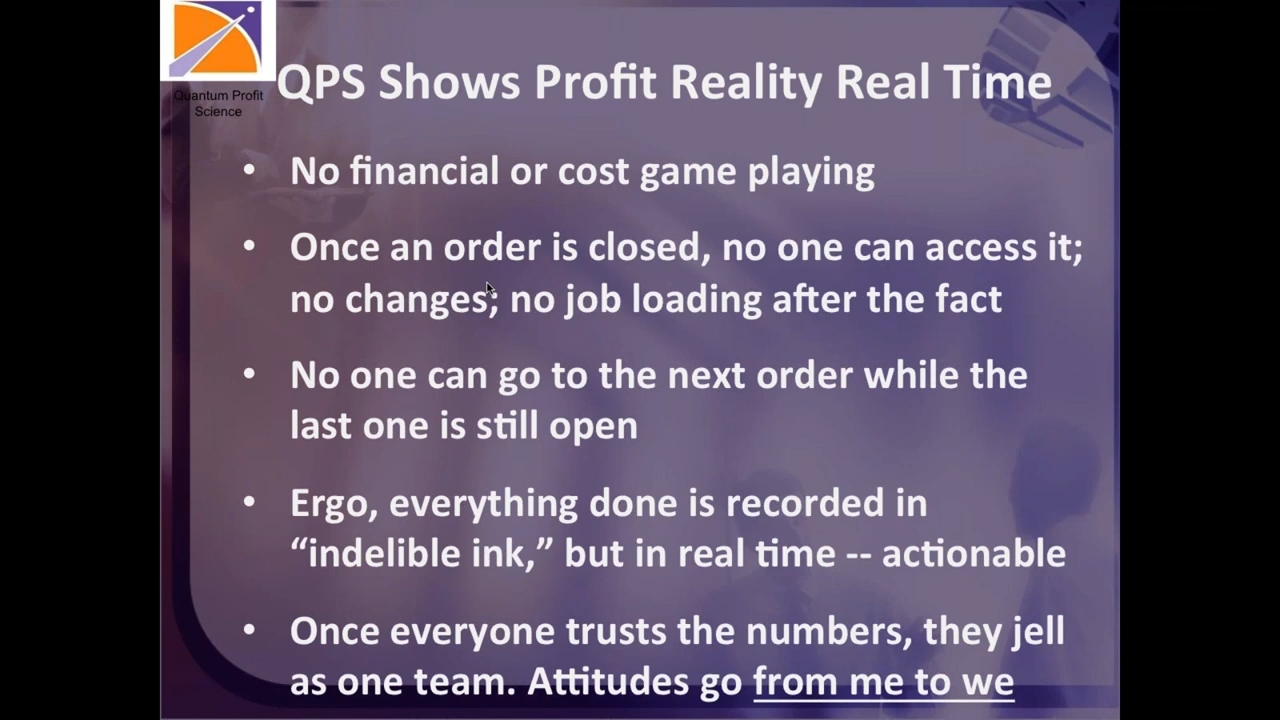 QPS Shows Profit Reality Real Time
Quantum Profit
Science
• No financial or cost game playing
• Once an order is closed, no one can access it;
no changes; no job loading after the fact
• No one can go to the next order while the
last one is still open
• Ergo, everything done is recorded in
“indelible ink,” but in real time -- actionable
• Once everyone trusts the numbers, they jell
as one team. Attitudes go from me to we